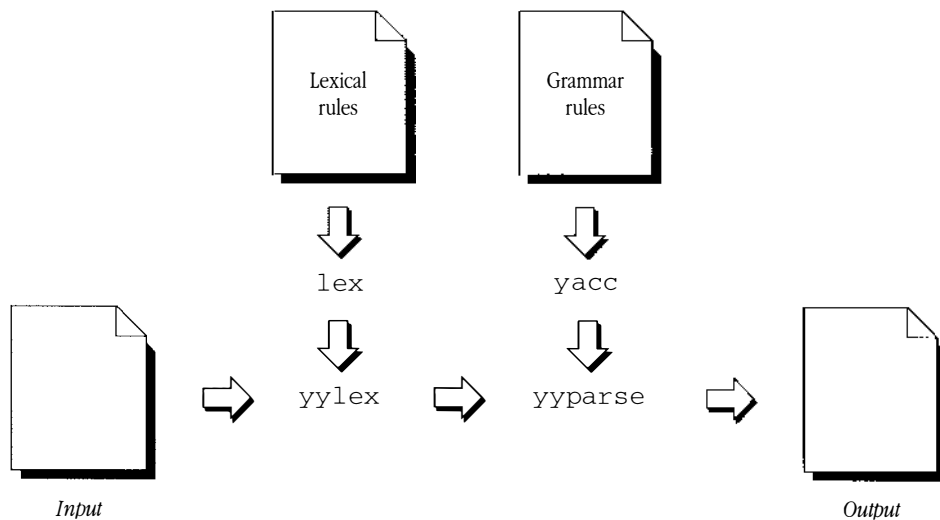 Lexical
rules
Grammar
rules
lex
yacc
yylex
yyparse
Input
Output